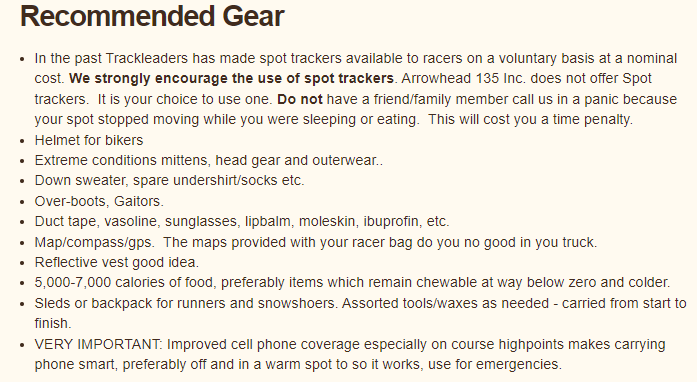 Recommended Gear
• In the past Trackleaders has made spot trackers available to racers on a voluntary basis at a nominal
cost. We strongly encourage the use of spot trackers. Arrowhead 135 Inc. does not offer Spot
trackers.  It is your choice to use one. Do not have a friend/family member call us in a panic because
your spot stopped moving while you were sleeping or eating.  This will cost you a time penalty.
• Helmet for bikers
• Extreme conditions mittens, head gear and outerwear..
• Down sweater, spare undershirt/socks etc.
• Over-boots, Gaitors.
• Duct tape, vasoline, sunglasses, lipbalm, moleskin, ibuprofin, etc.
• Map/compass/gps.  The maps provided with your racer bag do you no good in you truck.
• Reflective vest good idea.
• 5,000-7,000 calories of food, preferably items which remain chewable at way below zero and colder.
• Sleds or backpack for runners and snowshoers. Assorted tools/waxes as needed - carried from start to
finish.
• VERY IMPORTANT: Improved cell phone coverage especially on course highpoints makes carrying
phone smart, preferably off and in a warm spot to so it works, use for emergencies.